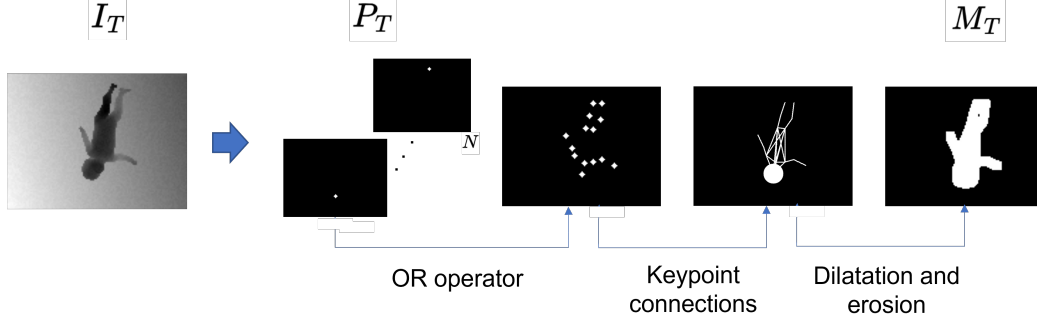 I_T
P_T
M_T
N
OR operator
Keypoint
connections
Dilatation and
erosion